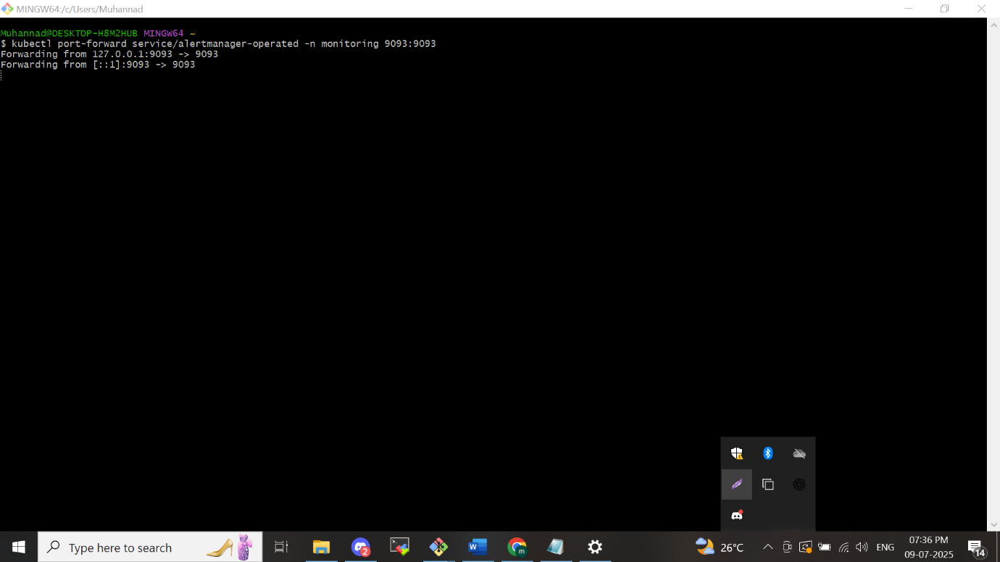 MINGW64:/c/Users/Muhannad
Muhannad@DESKTOP-H8M2HUB MINGW64 ~
$ kubectl port-forward service/alertmanager-operated -n monitoring 9093:9093
Forwarding from 127.0.0.1:9093 -> 9093
Forwarding from [::1]:9093 -> 9093
Type here to search
2
W
m
26°C
ENG
07:36 PM
09-07-2025
14